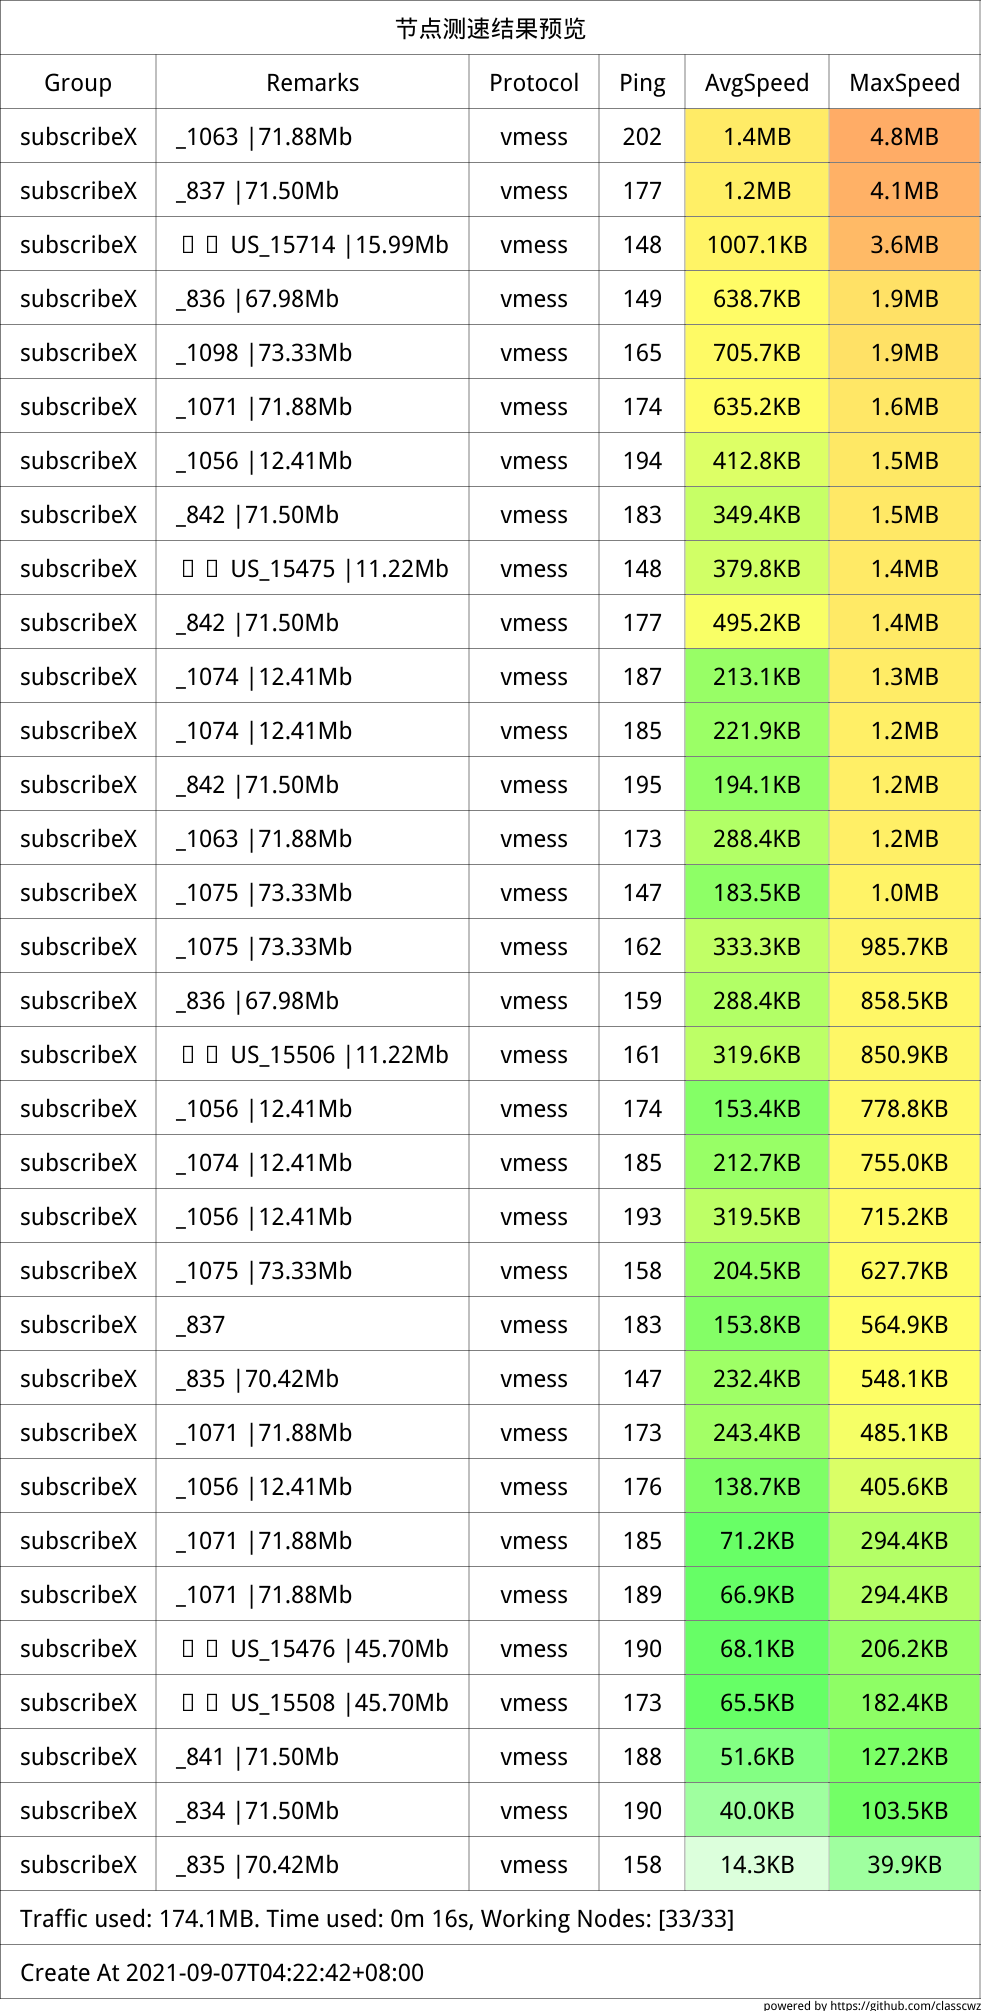 节点测速结果预览
Group Remarks Protocol Ping AvgSpeed MaxSpeed
subscribeX _1063 |71.88Mb vmess 202 1.4MB 4.8MB
subscribeX _837 |71.50Mb vmess 177 1.2MB 4.1MB
subscribeX US_15714 |15.99Mb vmess 148 1007.1KB 3.6MB
subscribeX _836 |67.98Mb vmess 149 638.7KB 1.9MB
subscribeX _1098 |73.33Mb vmess 165 705.7KB 1.9MB
subscribeX _1071 |71.88Mb vmess 174 635.2KB 1.6MB
subscribeX _1056 |12.41Mb vmess 194 412.8KB 1.5MB
subscribeX _842 |71.50Mb vmess 183 349.4KB 1.5MB
subscribeX US_15475 |11.22Mb vmess 148 379.8KB 1.4MB
subscribeX _842 |71.50Mb vmess 177 495.2KB 1.4MB
subscribeX _1074 |12.41Mb vmess 187 213.1KB 1.3MB
subscribeX _1074 |12.41Mb vmess 185 221.9KB 1.2MB
subscribeX _842 |71.50Mb vmess 195 194.1KB 1.2MB
subscribeX _1063 |71.88Mb vmess 173 288.4KB 1.2MB
subscribeX _1075 |73.33Mb vmess 147 183.5KB 1.0MB
subscribeX _1075 |73.33Mb vmess 162 333.3KB 985.7KB
subscribeX _836 |67.98Mb vmess 159 288.4KB 858.5KB
subscribeX US_15506 |11.22Mb vmess 161 319.6KB 850.9KB
subscribeX _1056 |12.41Mb vmess 174 153.4KB 778.8KB
subscribeX _1074 |12.41Mb vmess 185 212.7KB 755.0KB
subscribeX _1056 |12.41Mb vmess 193 319.5KB 715.2KB
subscribeX _1075 |73.33Mb vmess 158 204.5KB 627.7KB
subscribeX _837 vmess 183 153.8KB 564.9KB
subscribeX _835 |70.42Mb vmess 147 232.4KB 548.1KB
subscribeX _1071 |71.88Mb vmess 173 243.4KB 485.1KB
subscribeX _1056 |12.41Mb vmess 176 138.7KB 405.6KB
subscribeX _1071 |71.88Mb vmess 185 71.2KB 294.4KB
subscribeX _1071 |71.88Mb vmess 189 66.9KB 294.4KB
subscribeX US_15476 |45.70Mb vmess 190 68.1KB 206.2KB
subscribeX US_15508 |45.70Mb vmess 173 65.5KB 182.4KB
subscribeX _841 |71.50Mb vmess 188 51.6KB 127.2KB
subscribeX _834 |71.50Mb vmess 190 40.0KB 103.5KB
subscribeX _835 |70.42Mb vmess 158 14.3KB 39.9KB
Traffic used: 174.1MB. Time used: 0m 16s, Working Nodes: [33/33]
Create At 2021-09-07T04:22:42+08:00
powered by https://github.com/classcwz